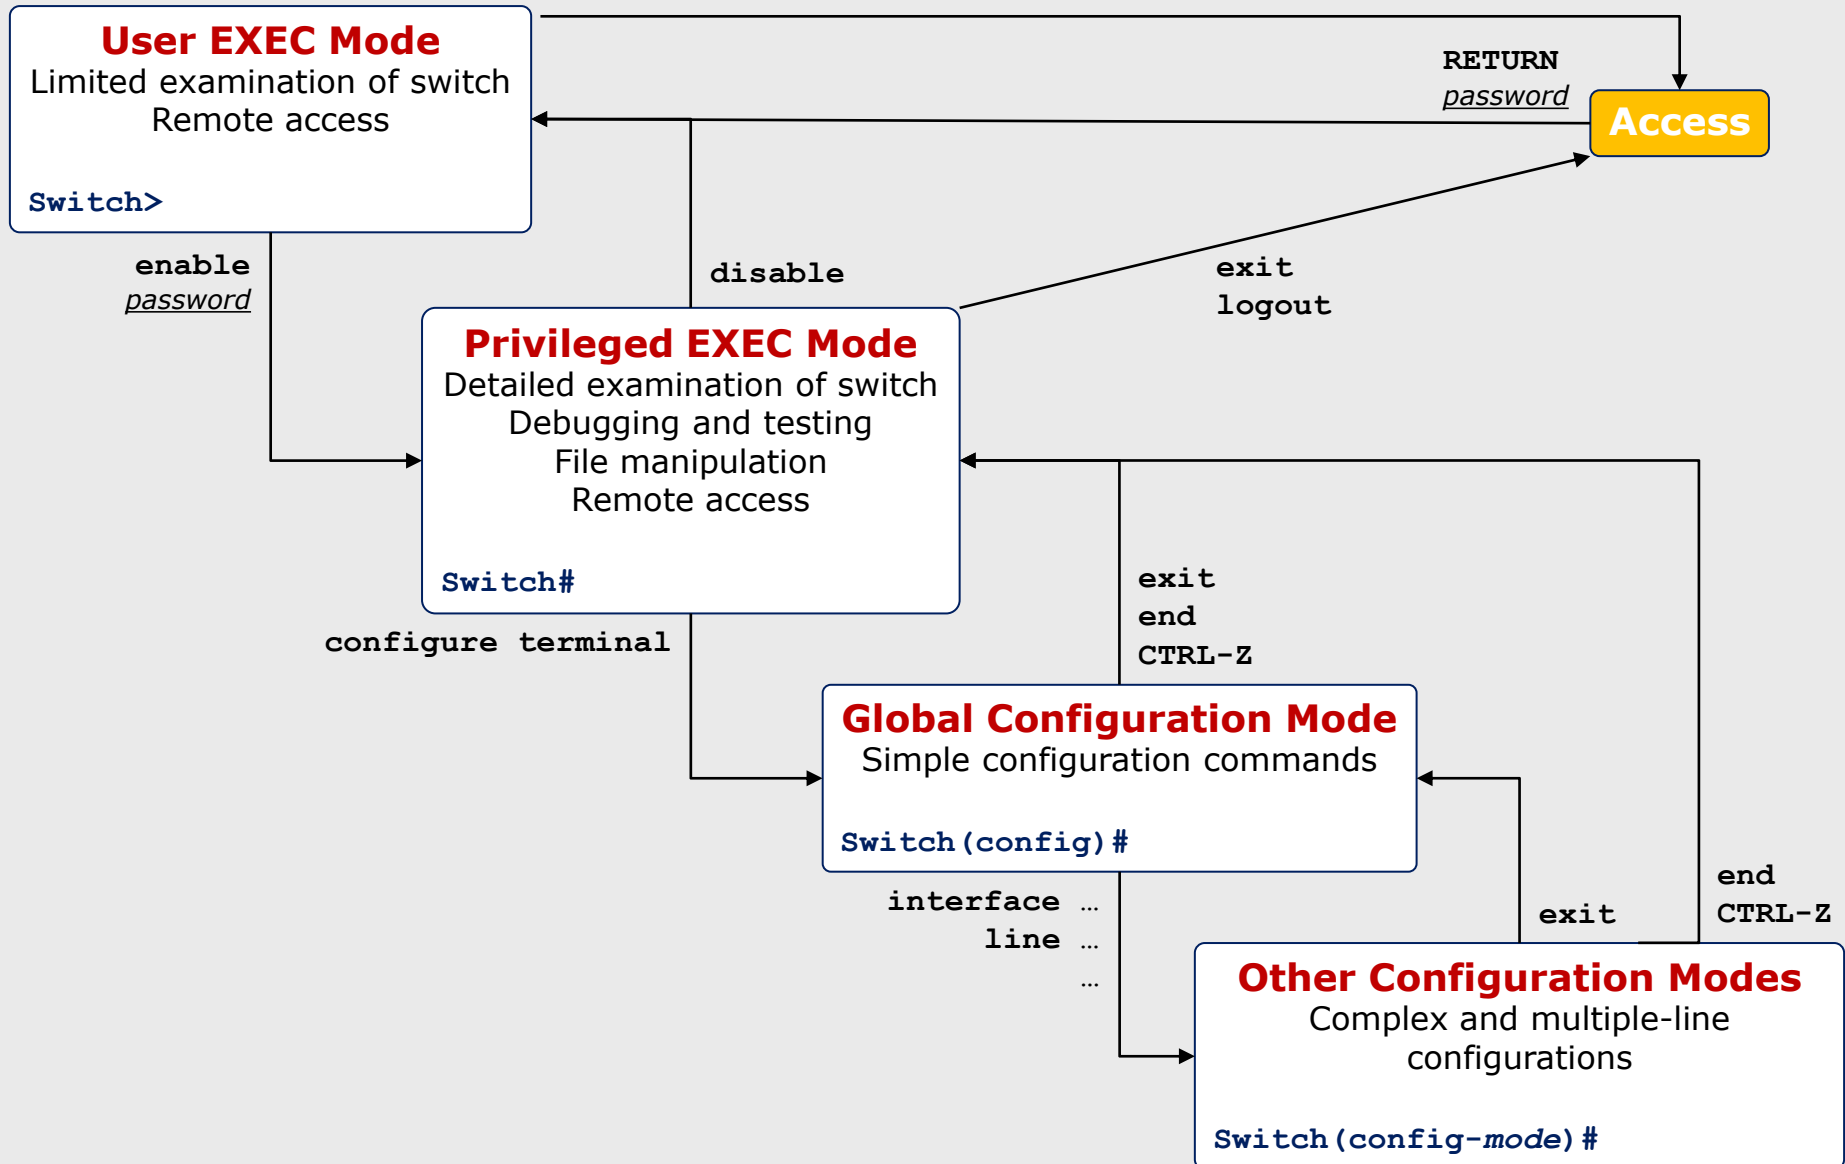 User EXEC Mode
Limited examination of switch
Remote access
Switch>
RETURN
password
Access
enable
password
disable
exit
logout
Privileged EXEC Mode
Detailed examination of switch
Debugging and testing
File manipulation
Remote access
Switch#
configure terminal
exit
end
CTRL-Z
Global Configuration Mode
Simple configuration commands
Switch(config)#
interface …
line …
…
exit
end
CTRL-Z
Other Configuration Modes
Complex and multiple-line
configurations
Switch(config-mode)#